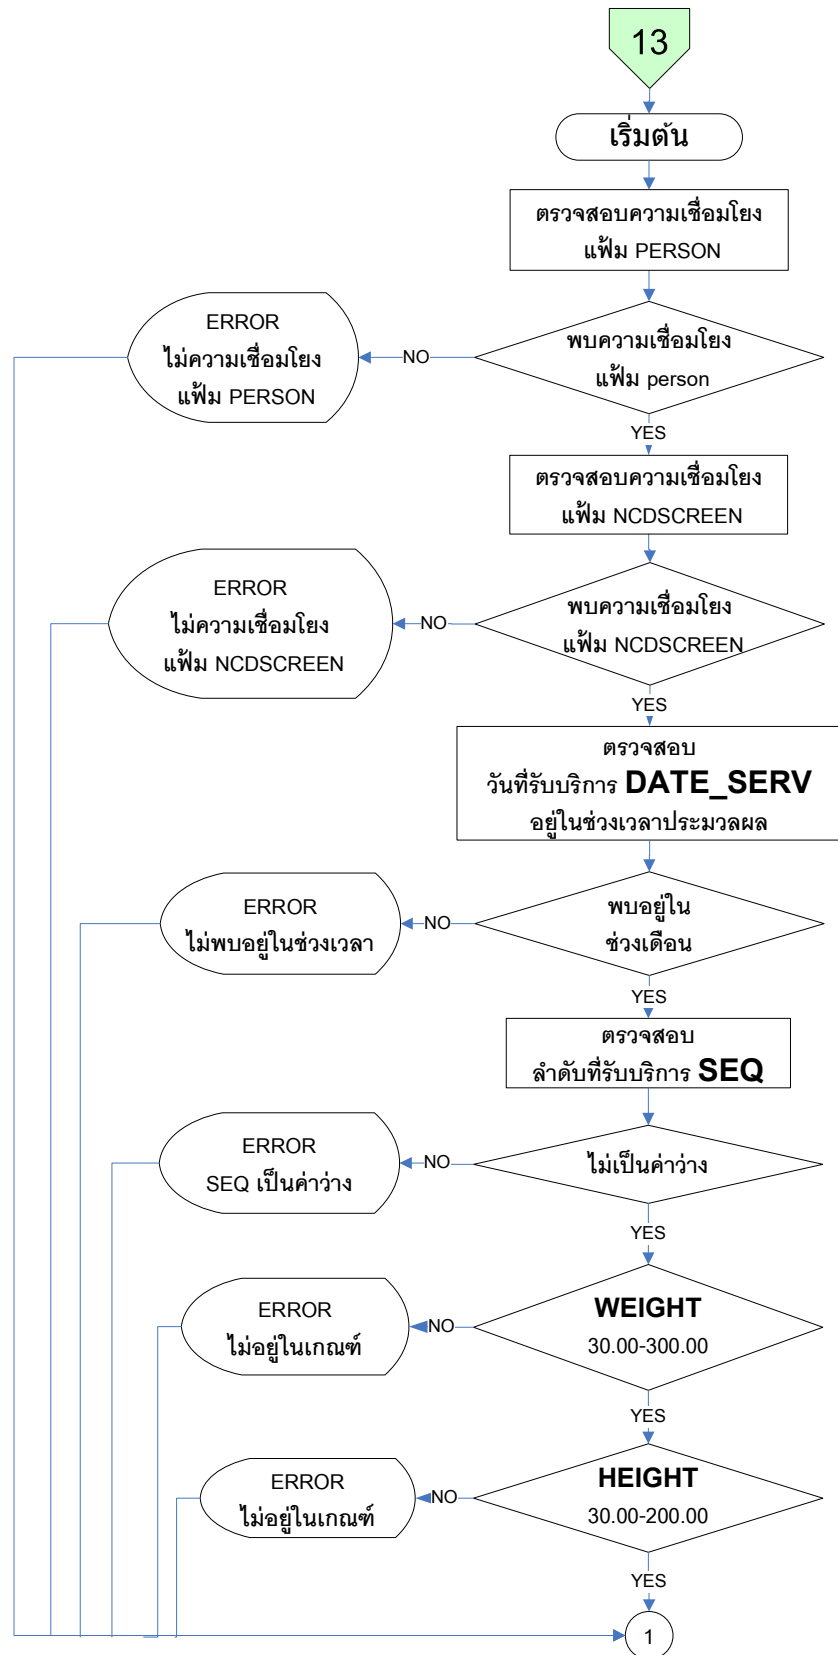 13
เริ่มต้น
ตรวจสอบความเชื่อมโยง
แฟ้ม PERSON
พบความเชื่อมโยง
แฟ้ม person
NO
ERROR
ไม่ความเชื่อมโยง
แฟ้ม PERSON
YES
ตรวจสอบความเชื่อมโยง
แฟ้ม NCDSCREEN
พบความเชื่อมโยง
แฟ้ม NCDSCREEN
NO
ERROR
ไม่ความเชื่อมโยง
แฟ้ม NCDSCREEN
YES
ตรวจสอบ
วันที่รับบริการ DATE_SERV
อยู่ในช่วงเวลาประมวลผล
พบอยู่ใน
ช่วงเดือน
NO
ERROR
ไม่พบอยู่ในช่วงเวลา
YES
ตรวจสอบ
ลำดับที่รับบริการ SEQ
ไม่เป็นค่าว่าง
NO
ERROR
SEQ เป็นค่าว่าง
YES
WEIGHT
30.00-300.00
NO
ERROR
ไม่อยู่ในเกณฑ์
YES
HEIGHT
30.00-200.00
NO
ERROR
ไม่อยู่ในเกณฑ์
YES
1